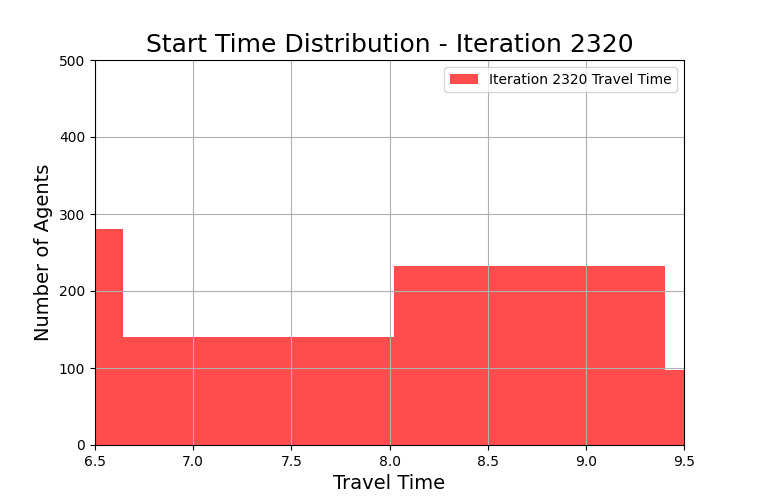 Start Time Distribution - Iteration 2320
Iteration 2320 Travel Time
Number of Agents
500
400
300
200
100
0
6.5 7.0 7.5 8.0 8.5 9.0 9.5
Travel Time